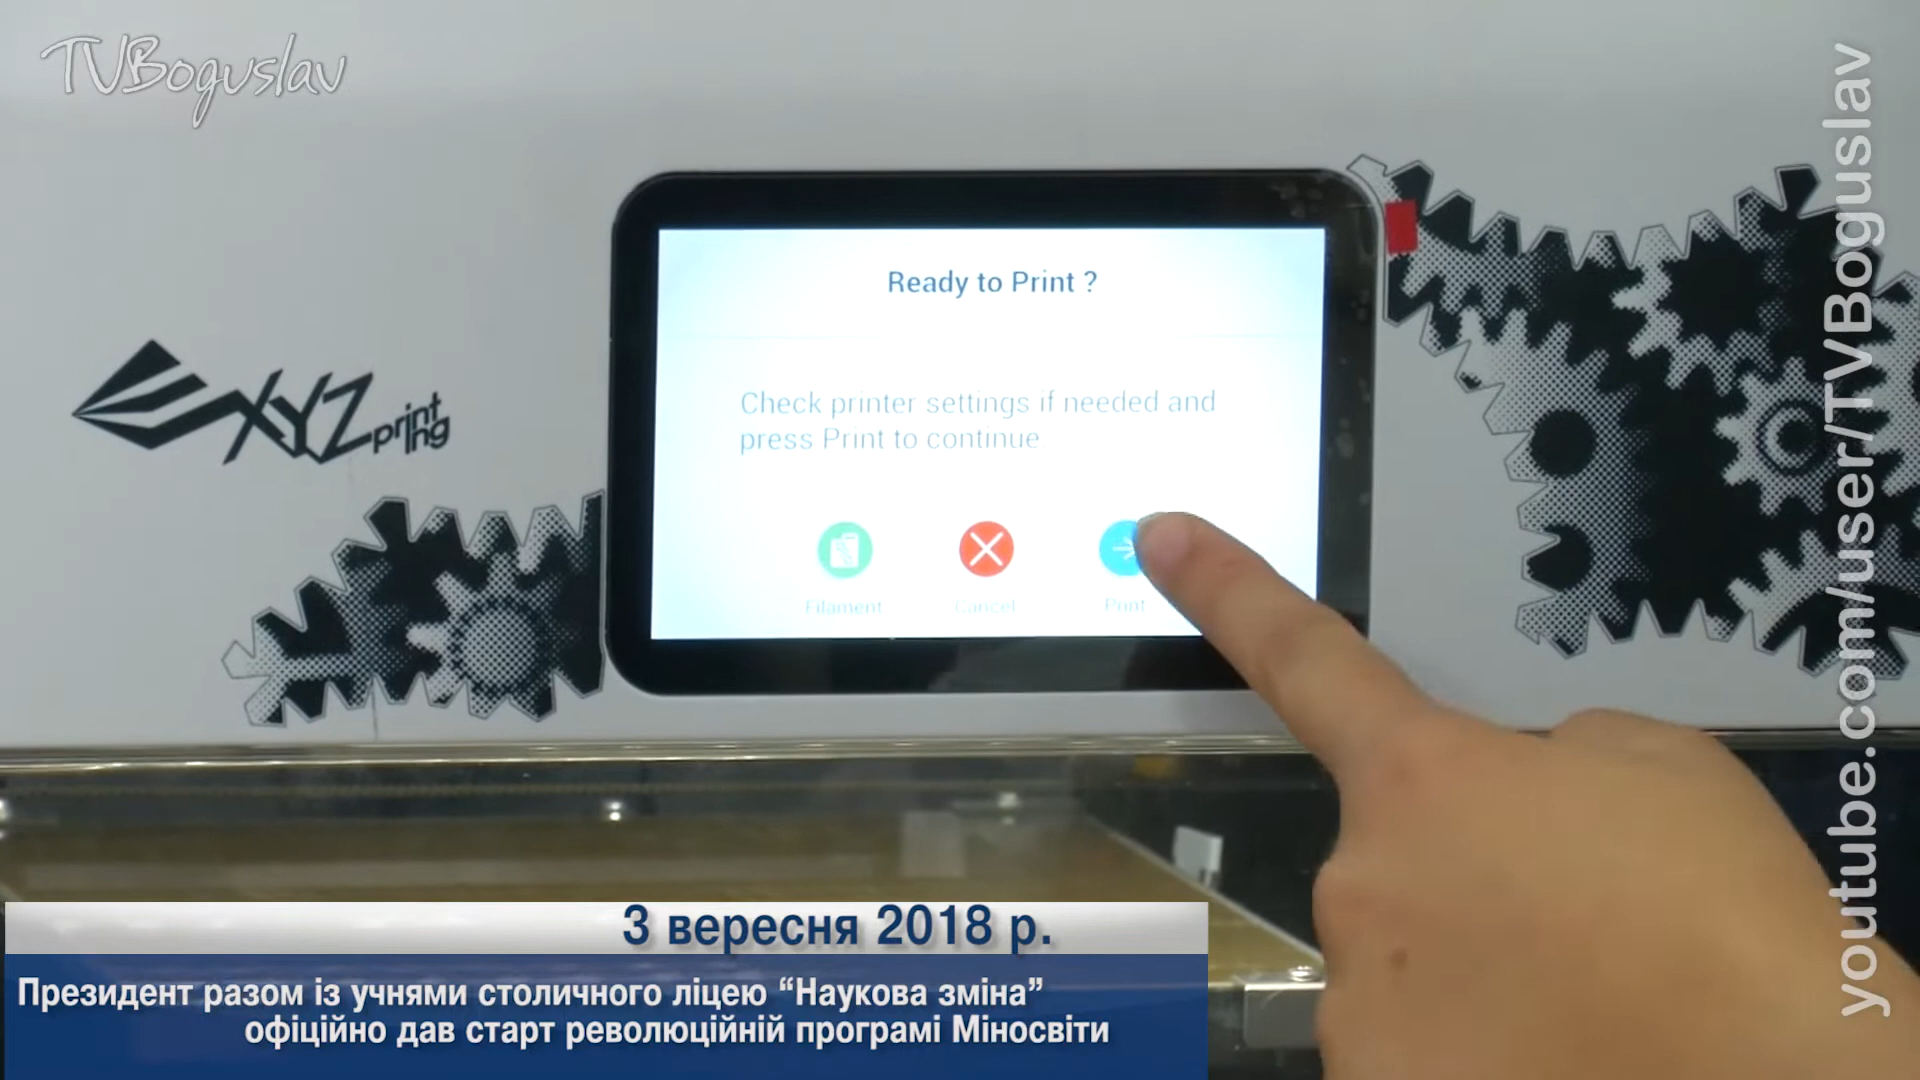 TVBoguslav
Ready to Print ?
Check printer settings if needed and
press Print to continue
Filament
Cancel
Print
XYZ
printing
youtube.com/user/TVBoguslav
3 вересня 2018 р.
Президент разом із учнями столичного ліцею “Наукова зміна”
офіційно дав старт революційній програмі Міносвіти